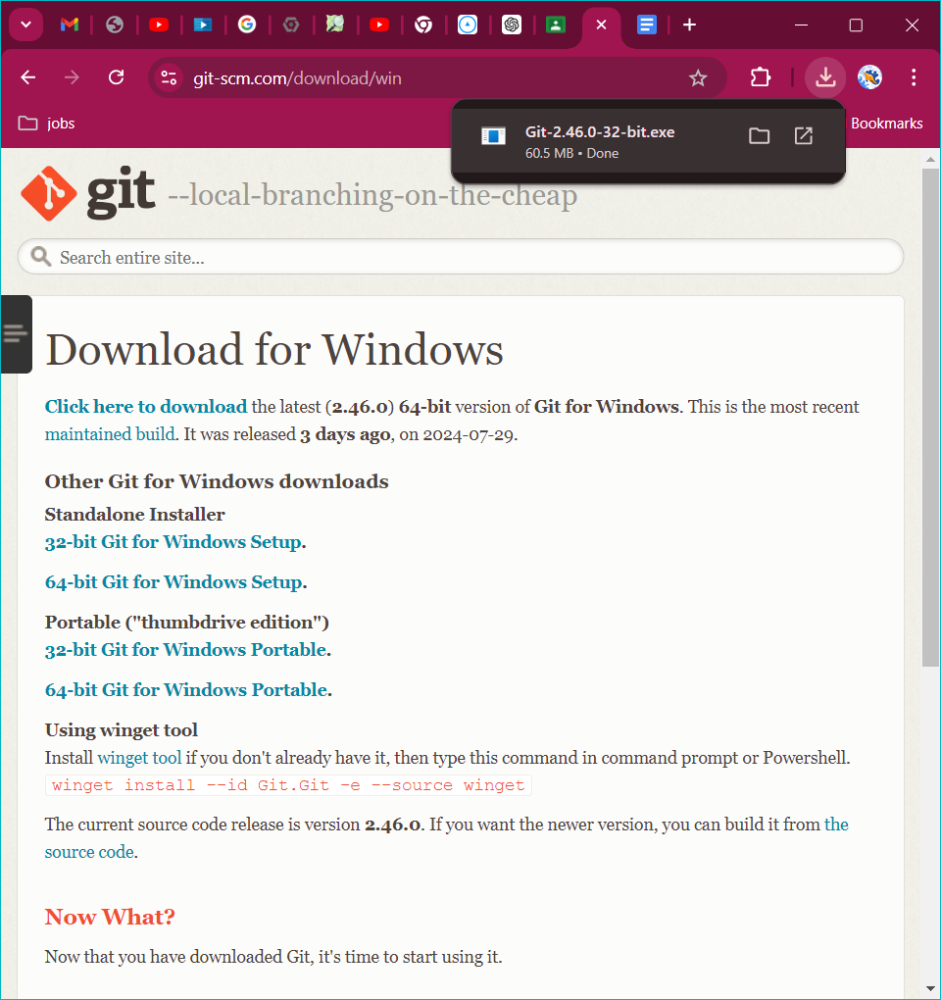 git-scm.com/download/win
jobs
Bookmarks
Git-2.46.0-32-bit.exe
60.5 MB • Done
git --local-branching-on-the-cheap
Search entire site...
Download for Windows
Click here to download the latest (2.46.0) 64-bit version of Git for Windows. This is the most recent
maintained build. It was released 3 days ago, on 2024-07-29.
Other Git for Windows downloads
Standalone Installer
32-bit Git for Windows Setup.
64-bit Git for Windows Setup.
Portable ("thumbdrive edition")
32-bit Git for Windows Portable.
64-bit Git for Windows Portable.
Using winget tool
Install winget tool if you don't already have it, then type this command in command prompt or Powershell.
winget install --id Git.Git -e --source winget
The current source code release is version 2.46.0. If you want the newer version, you can build it from the
source code.
Now What?
Now that you have downloaded Git, it's time to start using it.